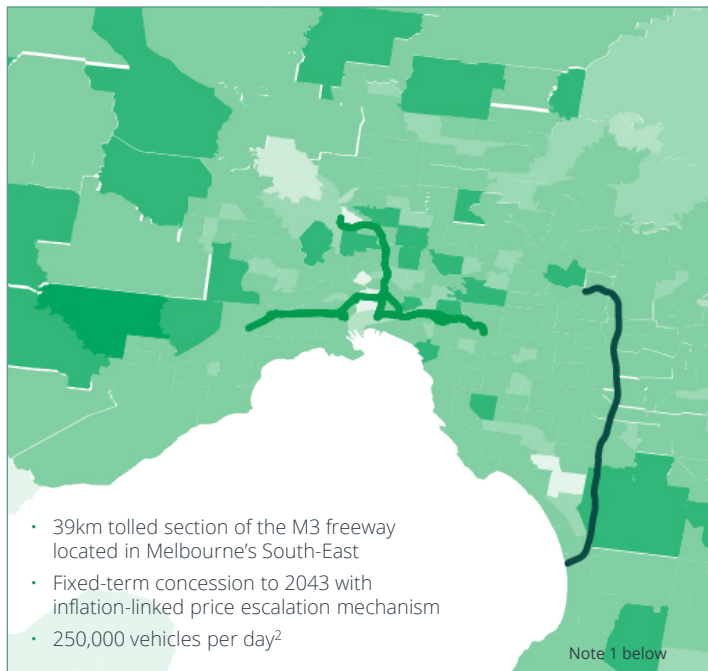 • 39km tolled section of the M3 freeway
located in Melbourne’s South-East
• Fixed-term concession to 2043 with
inflation-linked price escalation mechanism
• 250,000 vehicles per day²
Note 1 below